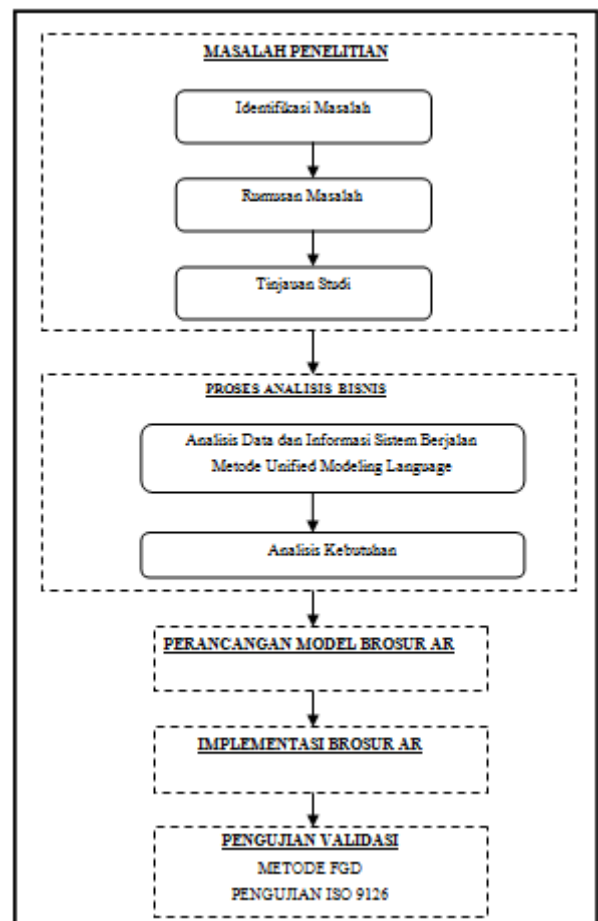 MASALAH PENELITIAN
Identifikasi Masalah
Rumusan Masalah
Tinjauan Studi
PROSES ANALISIS BISNIS
Analisis Data dan Informasi Sistem Berjalan
Metode Unified Modeling Language
Analisis Kebutuhan
PERANCANGAN MODEL BROSUR AR
IMPLEMENTASI BROSUR AR
PENGUJIAN VALIDASI
METODE FGD
PENGUJIAN ISO 9126